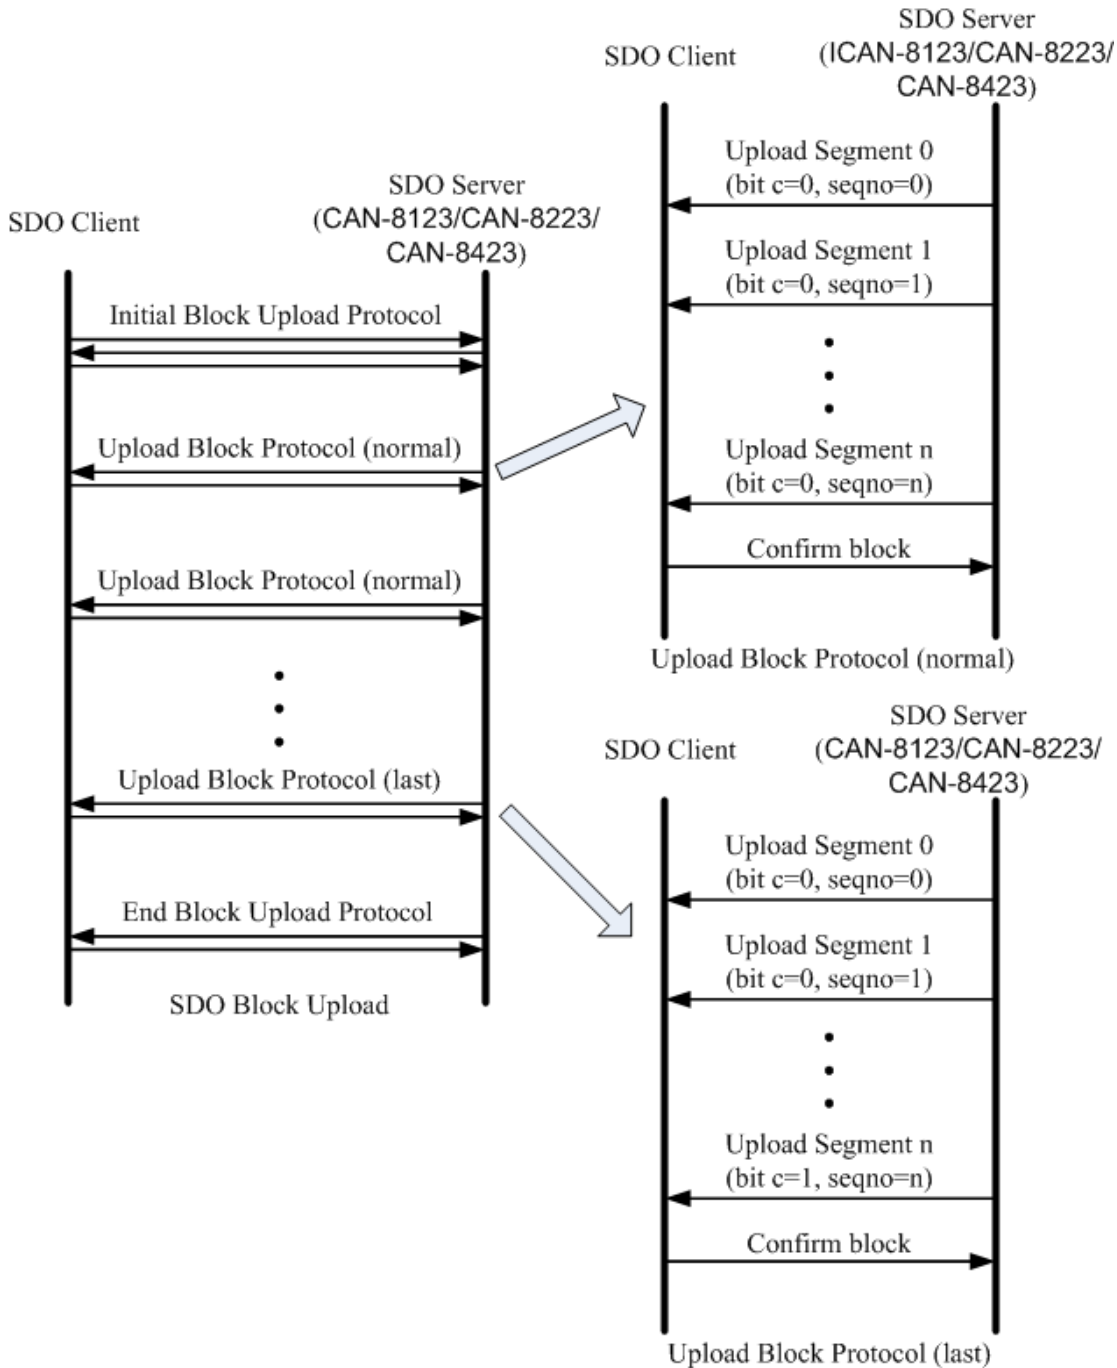 SDO Client
SDO Server
(CAN-8123/CAN-8223/
CAN-8423)
Initial Block Upload Protocol
Upload Block Protocol (normal)
Upload Block Protocol (normal)
Upload Block Protocol (last)
End Block Upload Protocol
SDO Block Upload
SDO Client
SDO Server
(ICAN-8123/CAN-8223/
CAN-8423)
Upload Segment 0
(bit c=0, seqno=0)
Upload Segment 1
(bit c=0, seqno=1)
Upload Segment n
(bit c=0, seqno=n)
Confirm block
Upload Block Protocol (normal)
SDO Client
SDO Server
(CAN-8123/CAN-8223/
CAN-8423)
Upload Segment 0
(bit c=0, seqno=0)
Upload Segment 1
(bit c=0, seqno=1)
Upload Segment n
(bit c=1, seqno=n)
Confirm block
Upload Block Protocol (last)